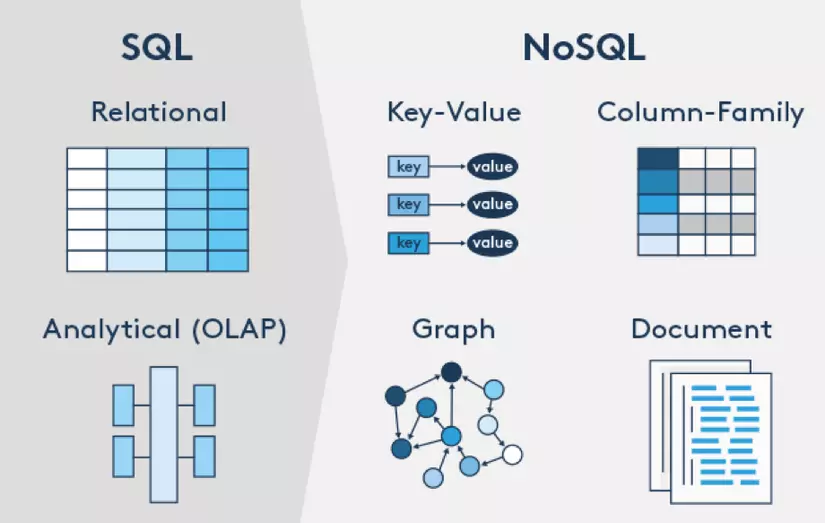 SQL
NoSQL
Relational
Key-Value
Column-Family
key
value
key
value
key
value
Analytical (OLAP)
Graph
Document